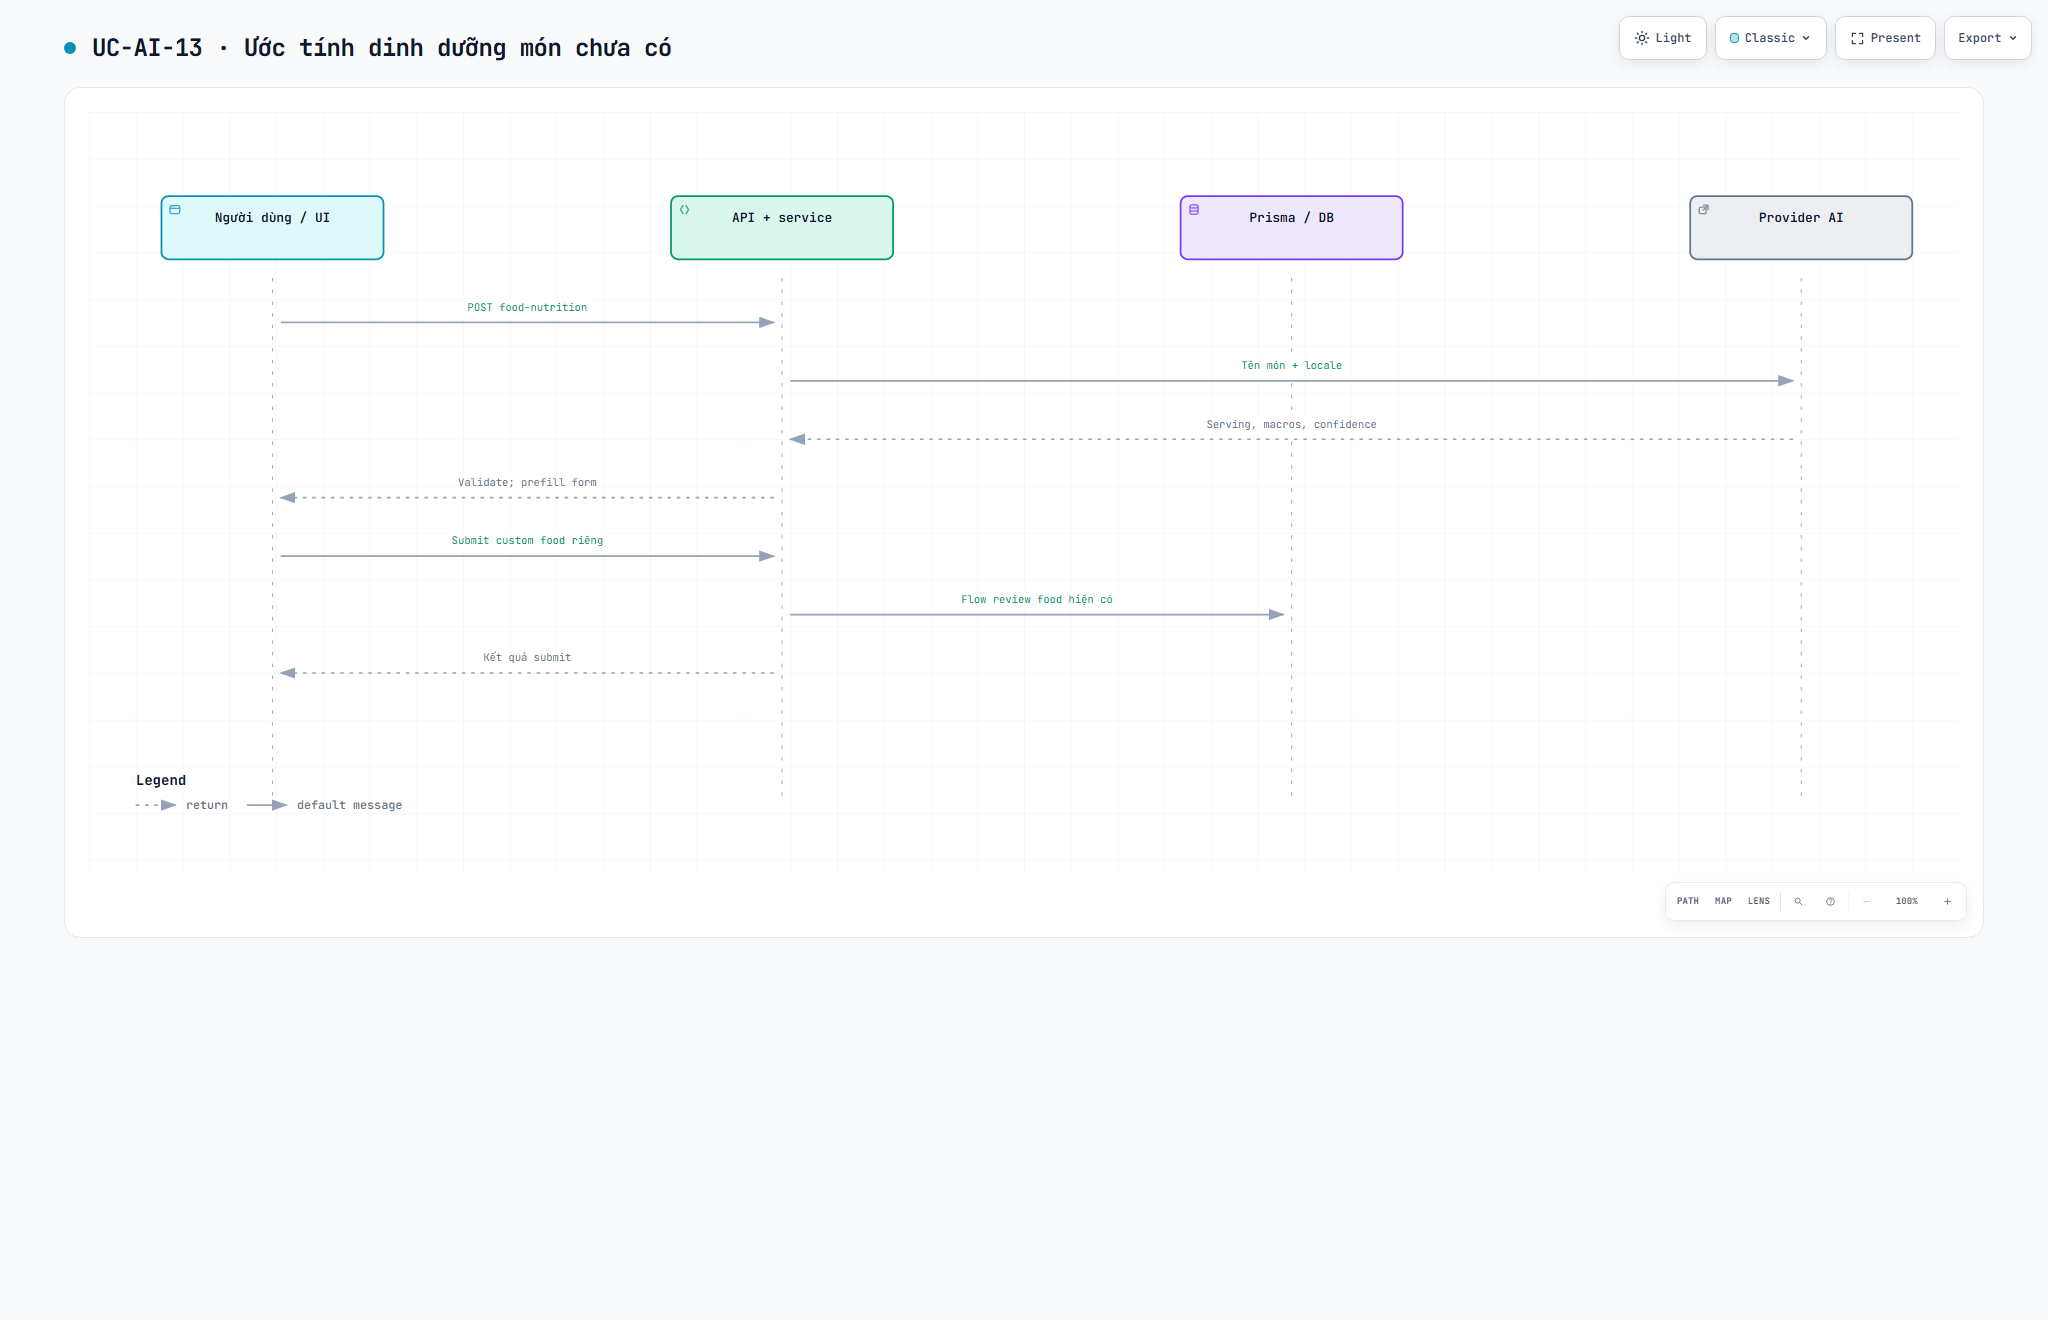 UC-AI-13 · Ước tính dinh dưỡng món chưa có
Light
Classic
Present
Export
Người dùng / UI
API + service
Prisma / DB
Provider AI
POST food-nutrition
Tên món + locale
Serving, macros, confidence
Validate; prefill form
Submit custom food riêng
Flow review food hiện có
Kết quả submit
Legend
return
default message
PATH
MAP
LENS
100%